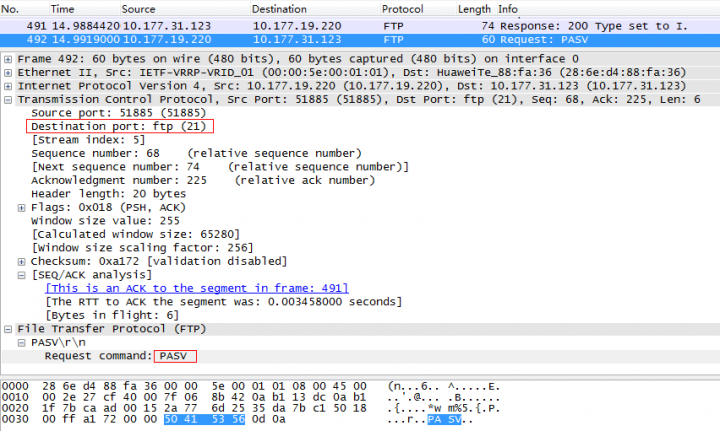 No. Time Source Destination Protocol Length Info
491 14.9884420 10.177.31.123 10.177.19.220 FTP 74 Response: 200 Type set to I.
492 14.9919000 10.177.19.220 10.177.31.123 FTP 60 Request: PASV
Frame 492: 60 bytes on wire (480 bits), 60 bytes captured (480 bits) on interface 0
Ethernet II, Src: IETF-VRRP-VRID_01 (00:00:5e:00:01:01), Dst: HuaweiTe_88:fa:36 (28:6e:d4:88:fa:36)
Internet Protocol Version 4, Src: 10.177.19.220 (10.177.19.220), Dst: 10.177.31.123 (10.177.31.123)
Transmission Control Protocol, Src Port: 51885 (51885), Dst Port: ftp (21), Seq: 68, Ack: 225, Len: 6
Source port: 51885 (51885)
Destination port: ftp (21)
[Stream index: 5]
Sequence number: 68 (relative sequence number)
[Next sequence number: 74 (relative sequence number)]
Acknowledgment number: 225 (relative ack number)
Header length: 20 bytes
Flags: 0x018 (PSH, ACK)
Window size value: 255
[Calculated window size: 65280]
[Window size scaling factor: 256]
Checksum: 0xa172 [validation disabled]
[SEQ/ACK analysis]
[This is an ACK to the segment in frame: 491]
[The RTT to ACK the segment was: 0.003458000 seconds]
[Bytes in flight: 6]
File Transfer Protocol (FTP)
PASV\r\n
Request command: PASV
0000 28 6e d4 88 fa 36 00 00 5e 00 01 01 08 00 45 00 (n...6.. ^.....E.
0010 00 2e 27 cf 40 00 7f 06 8b 42 0a b1 13 dc 0a b1 ..'.@... .B......
0020 1f 7b ca ad 00 15 2a 77 6d 25 35 da 7b c1 50 18 .{....*w m%5.{.P.
0030 00 ff a1 72 00 00 50 41 53 56 0d 0a ...r..PA SV..